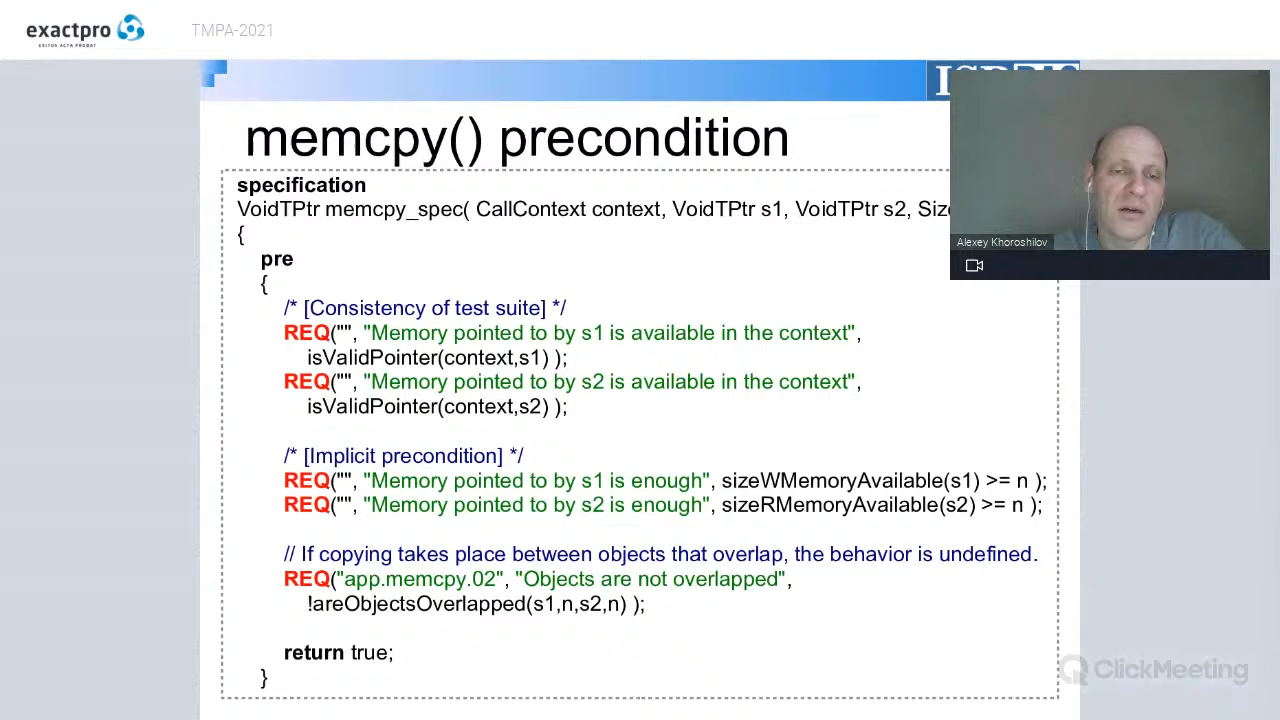 exactpro
EXITUS ACTA PROBAT
TMPA-2021
memcpy() precondition
specification
VoidTPtr memcpy_spec( CallContext context, VoidTPtr s1, VoidTPtr s2, Siz
{
pre
{
/* [Consistency of test suite] */
REQ("", "Memory pointed to by s1 is available in the context",
isValidPointer(context,s1) );
REQ("", "Memory pointed to by s2 is available in the context",
isValidPointer(context,s2) );
/* [Implicit precondition] */
REQ("", "Memory pointed to by s1 is enough", sizeWMemoryAvailable(s1) >= n );
REQ("", "Memory pointed to by s2 is enough", sizeRMemoryAvailable(s2) >= n );
// If copying takes place between objects that overlap, the behavior is undefined.
REQ("app.memcpy.02", "Objects are not overlapped",
!areObjectsOverlapped(s1,n,s2,n) );
return true;
}
Alexey Khoroshilov
ClickMeeting